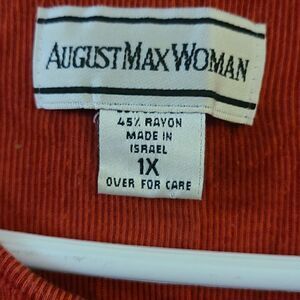 AUGUST MAX WOMAN
45% RAYON
MADE IN
ISRAEL
1X
OVER FOR CARE